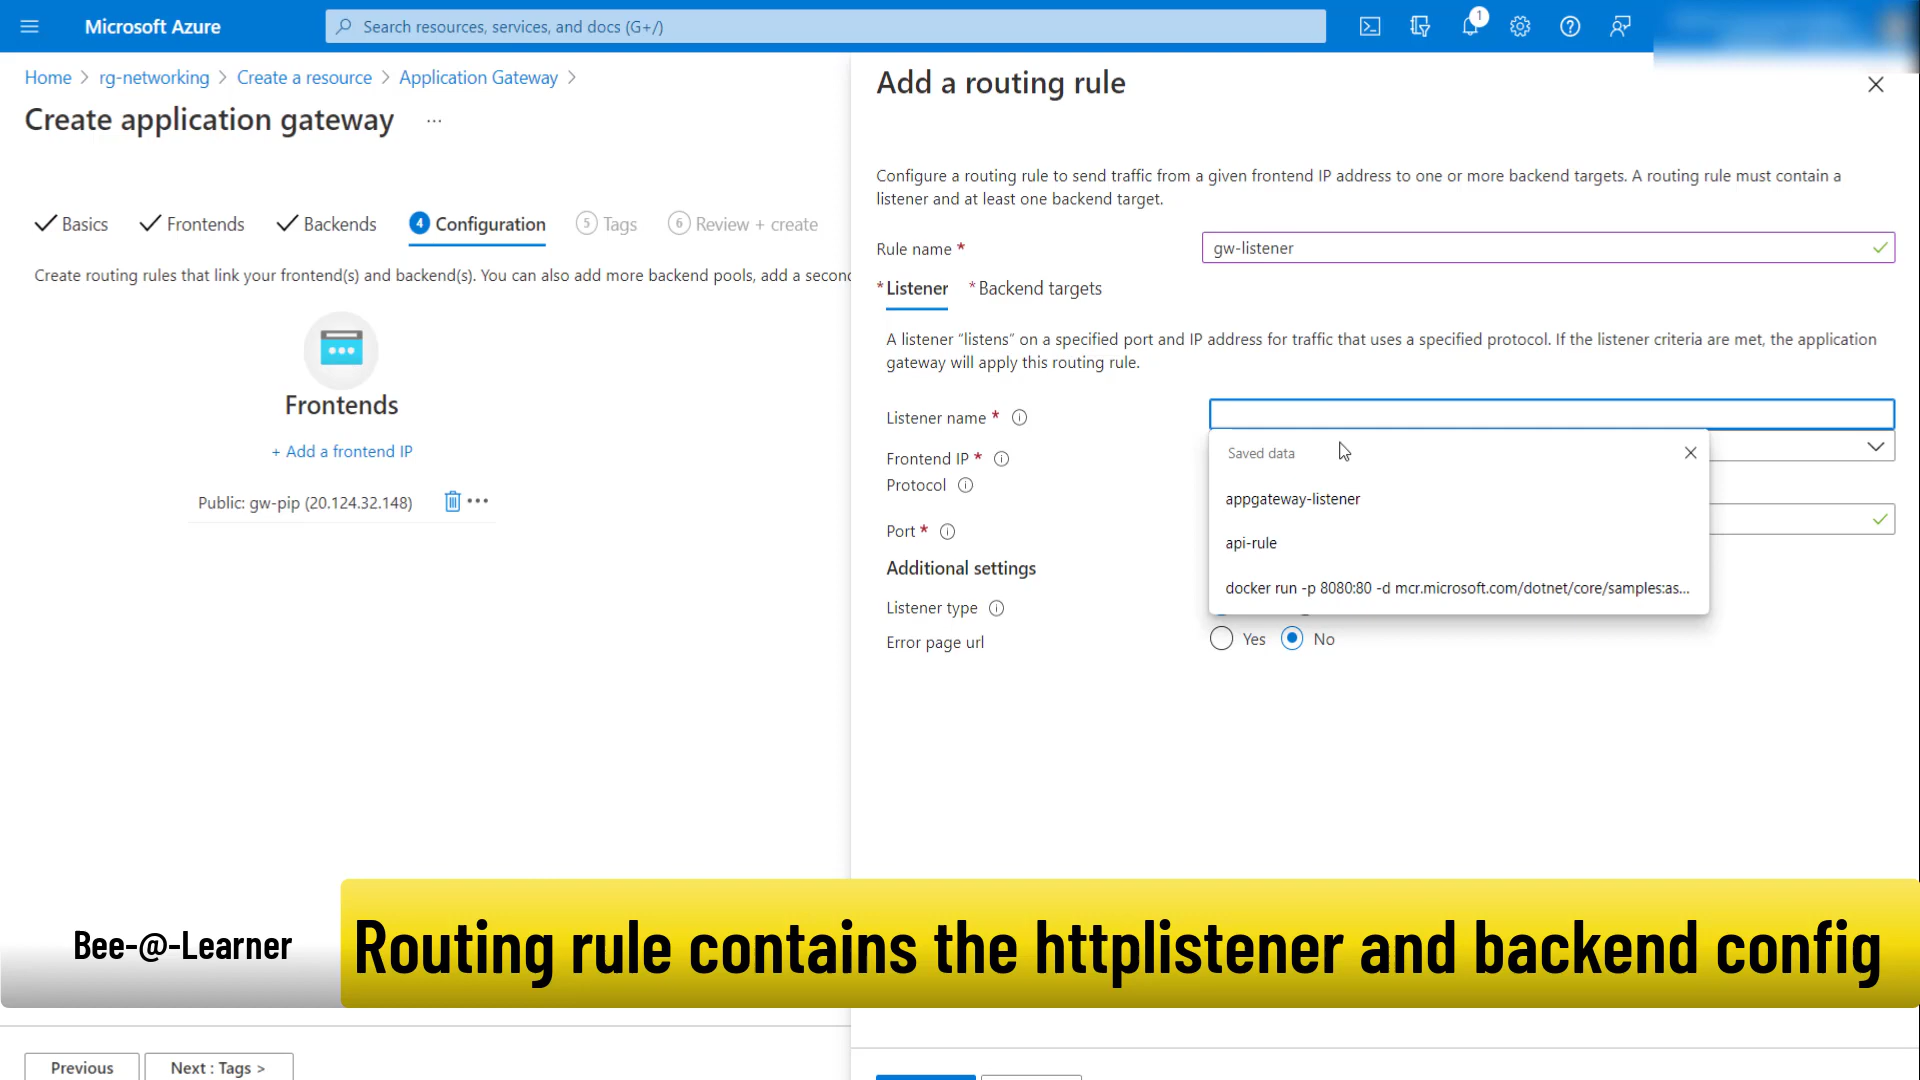 Microsoft Azure
Search resources, services, and docs (G+/)
1
Home > rg-networking > Create a resource > Application Gateway >
Create application gateway ...
Basics
Frontends
Backends
4 Configuration
5 Tags
6 Review + create
Create routing rules that link your frontend(s) and backend(s). You can also add more backend pools, add a secon
Frontends
+ Add a frontend IP
Public: gw-pip (20.124.32.148)
Previous
Next : Tags >
Add a routing rule
Configure a routing rule to send traffic from a given frontend IP address to one or more backend targets. A routing rule must contain a
listener and at least one backend target.
Rule name *
gw-listener
* Listener
* Backend targets
A listener “listens” on a specified port and IP address for traffic that uses a specified protocol. If the listener criteria are met, the application
gateway will apply this routing rule.
Listener name *
Frontend IP *
Protocol
Port *
Saved data
appgateway-listener
api-rule
docker run -p 8080:80 -d mcr.microsoft.com/dotnet/core/samples:as...
Additional settings
Listener type
Error page url
Yes
No
Bee-@-Learner
Routing rule contains the httplistener and backend config